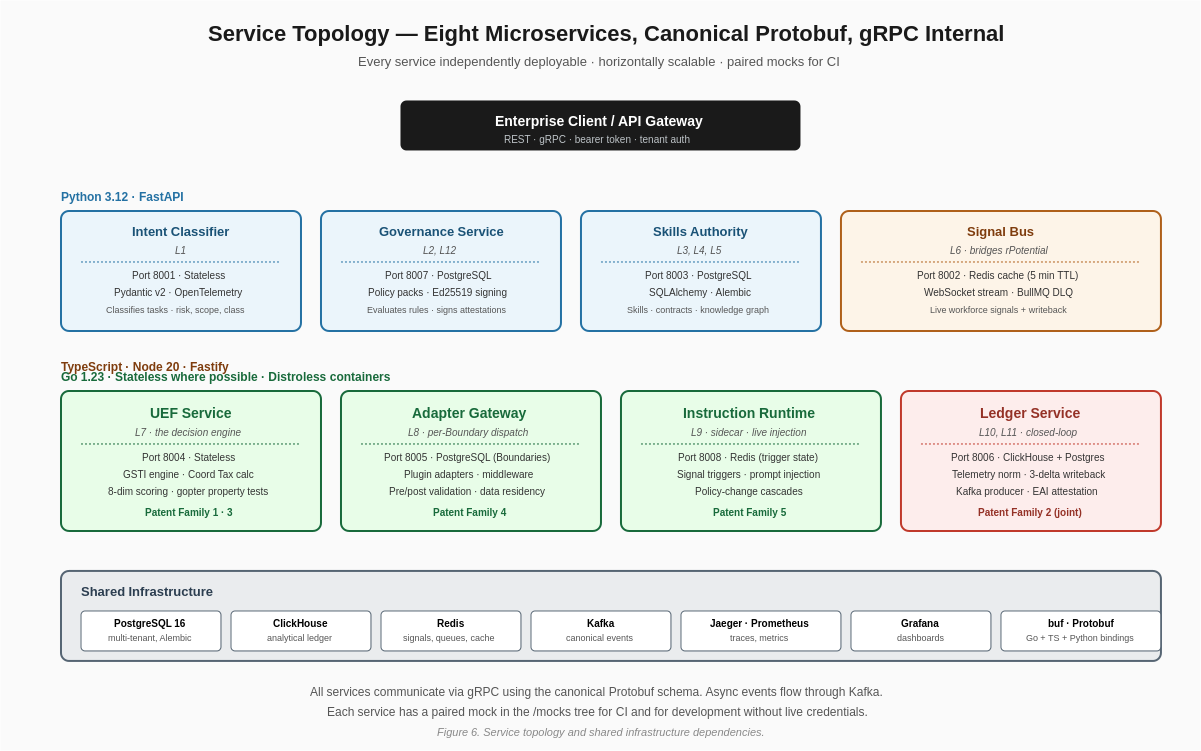 Service Topology — Eight Microservices, Canonical Protobuf, gRPC Internal
Every service independently deployable · horizontally scalable · paired mocks for CI
Enterprise Client / API Gateway
REST · gRPC · bearer token · tenant auth
Python 3.12 · FastAPI
Intent Classifier
L1
Port 8001 · Stateless
Pydantic v2 · OpenTelemetry
Classifies tasks · risk, scope, class
Governance Service
L2, L12
Port 8007 · PostgreSQL
Policy packs · Ed25519 signing
Evaluates rules · signs attestations
Skills Authority
L3, L4, L5
Port 8003 · PostgreSQL
SQLAlchemy · Alembic
Skills · contracts · knowledge graph
Signal Bus
L6 · bridges rPotential
Port 8002 · Redis cache (5 min TTL)
WebSocket stream · BullMQ DLQ
Live workforce signals + writeback
TypeScript · Node 20 · Fastify
Go 1.23 · Stateless where possible · Distroless containers
UEF Service
L7 · the decision engine
Port 8004 · Stateless
GSTI engine · Coord Tax calc
8-dim scoring · gopter property tests
Patent Family 1 · 3
Adapter Gateway
L8 · per-Boundary dispatch
Port 8005 · PostgreSQL (Boundaries)
Plugin adapters · middleware
Pre/post validation · data residency
Patent Family 4
Instruction Runtime
L9 · sidecar · live injection
Port 8008 · Redis (trigger state)
Signal triggers · prompt injection
Policy-change cascades
Patent Family 5
Ledger Service
L10, L11 · closed-loop
Port 8006 · ClickHouse + Postgres
Telemetry norm · 3-delta writeback
Kafka producer · EAI attestation
Patent Family 2 (joint)
Shared Infrastructure
PostgreSQL 16
multi-tenant, Alembic
ClickHouse
analytical ledger
Redis
signals, queues, cache
Kafka
canonical events
Jaeger · Prometheus
traces, metrics
Grafana
dashboards
buf · Protobuf
Go + TS + Python bindings
All services communicate via gRPC using the canonical Protobuf schema. Async events flow through Kafka.
Each service has a paired mock in the /mocks tree for CI and for development without live credentials.
Figure 6. Service topology and shared infrastructure dependencies.